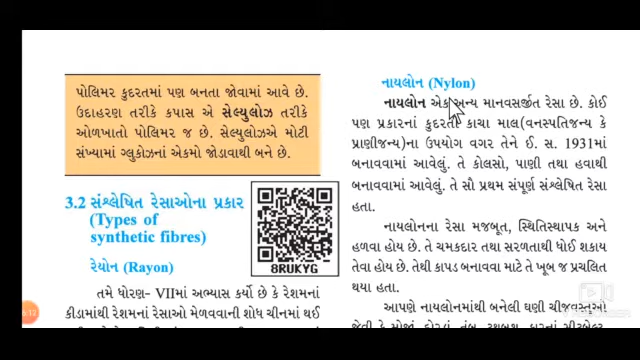 પોલિમર કુદરતમાં પણ બનતા જોવામાં આવે છે.
ઉદાહરણ તરીકે કપાસ એ સેલ્યુલોઝ તરીકે
ઓળખાતો પોલિમર જ છે. સેલ્યુલોઝએ મોટી
સંખ્યામાં ગ્લુકોઝનાં એકમો જોડાવાથી બને છે.
3.2 સંશ્લેષિત રેસાઓના પ્રકાર
(Types of
synthetic fibres)
8RUKYG
રેયોન (Rayon)
તમે ધોરણ- VIIમાં અભ્યાસ કર્યો છે કે રેશમનાં
કીડામાંથી રેશમનાં રેસાઓ મેળવવાની શોધ ચીનમાં થઈ
નાયલોન (Nylon)
નાયલોન એક અન્ય માનવસર્જીત રેસા છે. કોઈ
પણ પ્રકારનાં કુદરતી કાચા માલ(વનસ્પતિજન્ય કે
પ્રાણીજન્ય)ના ઉપયોગ વગર તેને ઈ. સ. 1931માં
બનાવવામાં આવેલું. તે કોલસો, પાણી તથા હવાથી
બનાવવામાં આવેલું. તે સૌ પ્રથમ સંપૂર્ણ સંશ્લેષિત રેસા
હતા.
નાયલોનના રેસા મજબૂત, સ્થિતિસ્થાપક અને
હળવા હોય છે. તે ચમકદાર તથા સરળતાથી ધોઈ શકાય
તેવા હોય છે. તેથી કાપડ બનાવવા માટે તે ખૂબ જ પ્રચલિત
થયા હતા.
આપણે નાયલોનમાંથી બનેલી ઘણી ચીજવસ્તુઓ